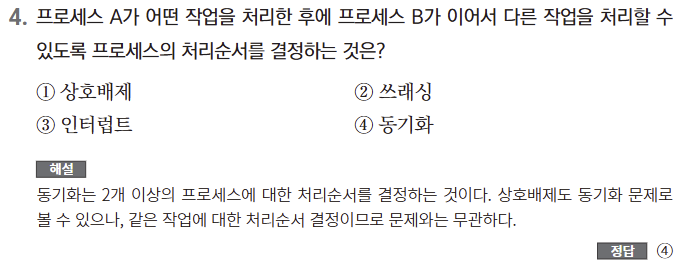 4. 프로세스 A가 어떤 작업을 처리한 후에 프로세스 B가 이어서 다른 작업을 처리할 수
있도록 프로세스의 처리순서를 결정하는 것은?
① 상호배제 ② 쓰래싱
③ 인터럽트 ④ 동기화
해설
동기화는 2개 이상의 프로세스에 대한 처리순서를 결정하는 것이다. 상호배제도 동기화 문제로
볼 수 있으나, 같은 작업에 대한 처리순서 결정이므로 문제와는 무관하다.
정답 ④